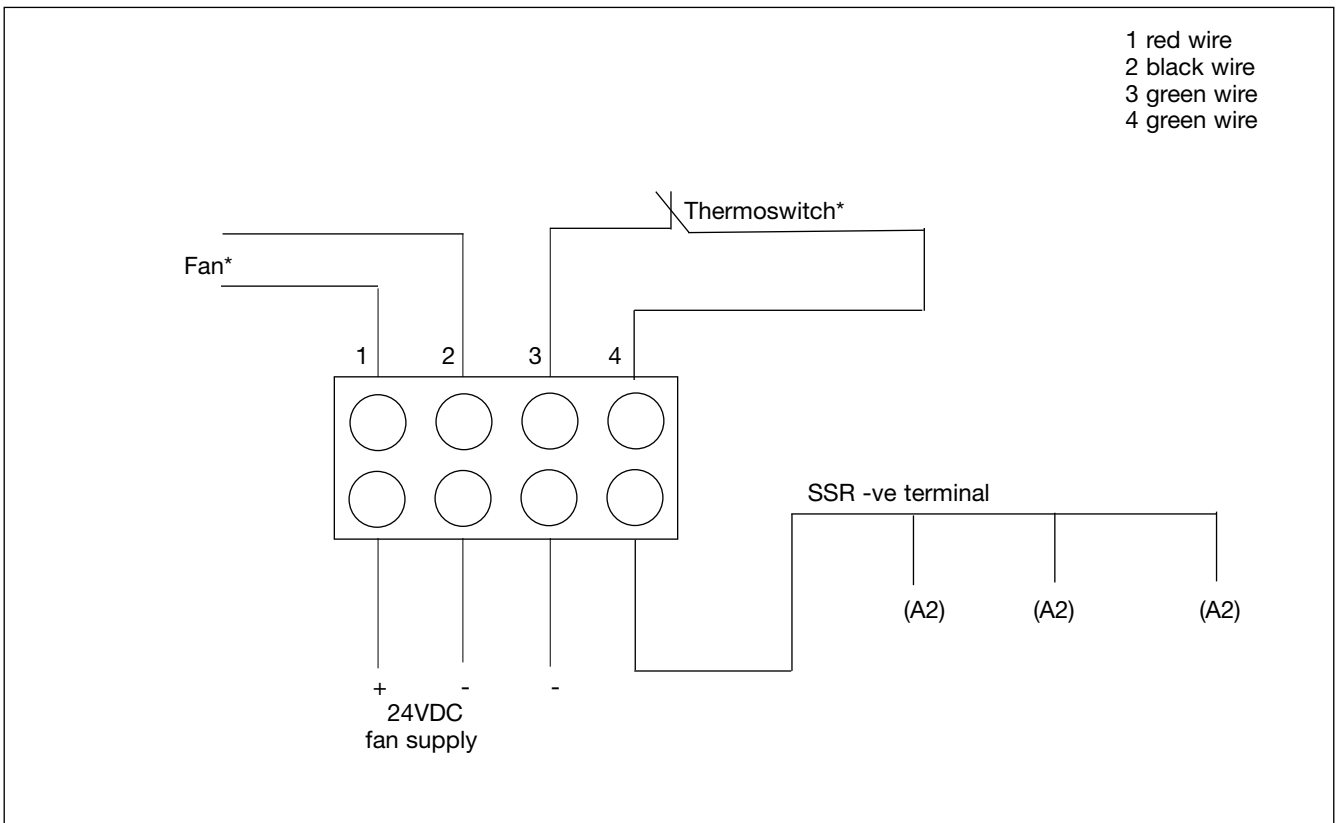 1 red wire
2 black wire
3 green wire
4 green wire
Thermoswitch*
Fan*
1 2 3 4
SSR -ve terminal
(A2) (A2) (A2)
+ - -
24VDC
fan supply